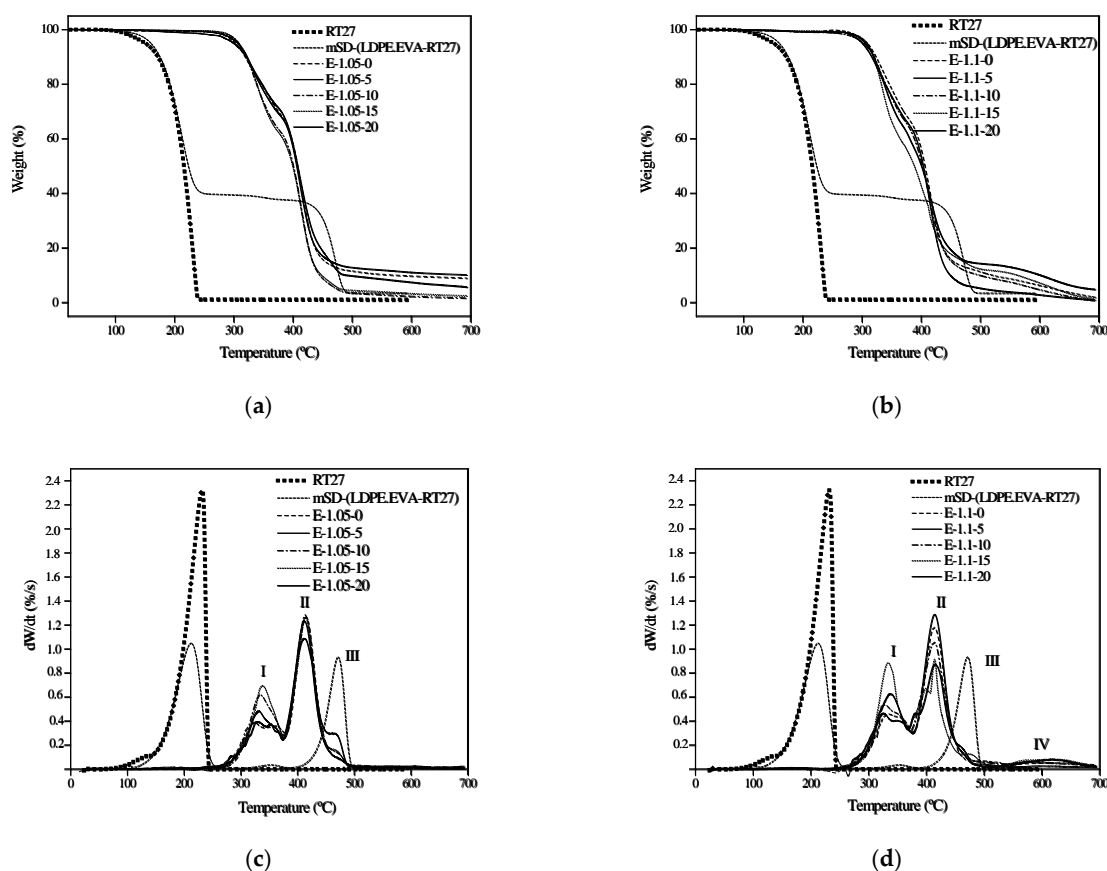 100
80
60
40
20
0
Weight (%)
RT27
mSD-(LDPE.EVA-RT27)
E-1.05-0
E-1.05-5
E-1.05-10
E-1.05-15
E-1.05-20
100 200 300 400 500 600 700
Temperature (ºC)
(a)
100
80
60
40
20
0
Weight (%)
RT27
mSD-(LDPE.EVA-RT27)
E-1.1-0
E-1.1-5
E-1.1-10
E-1.1-15
E-1.1-20
100 200 300 400 500 600 700
Temperature (ºC)
(b)
2.4
2.2
2.0
1.8
1.6
1.4
1.2
1.0
0.8
0.6
0.4
0.2
dW/dt (%/s)
RT27
mSD-(LDPE.EVA-RT27)
E-1.05-0
E-1.05-5
E-1.05-10
E-1.05-15
E-1.05-20
I
II
III
0 100 200 300 400 500 600 700
Temperature (ºC)
(c)
2.4
2.2
2.0
1.8
1.6
1.4
1.2
1.0
0.8
0.6
0.4
0.2
dW/dt (%/s)
RT27
mSD-(LDPE.EVA-RT27)
E-1.1-0
E-1.1-5
E-1.1-10
E-1.1-15
E-1.1-20
I
II
III
IV
0 100 200 300 400 500 600 700
Temperature (ºC)
(d)